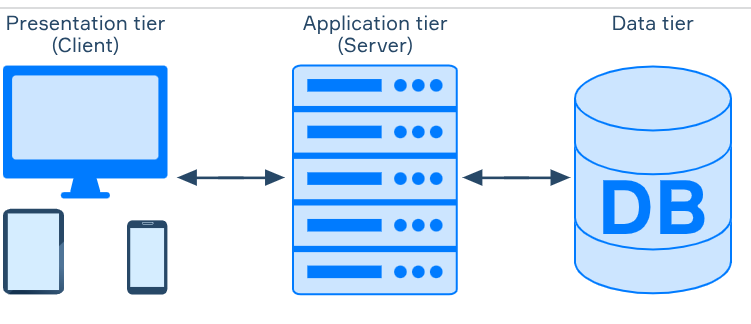 Presentation tier
(Client)
Application tier
(Server)
Data tier
DB